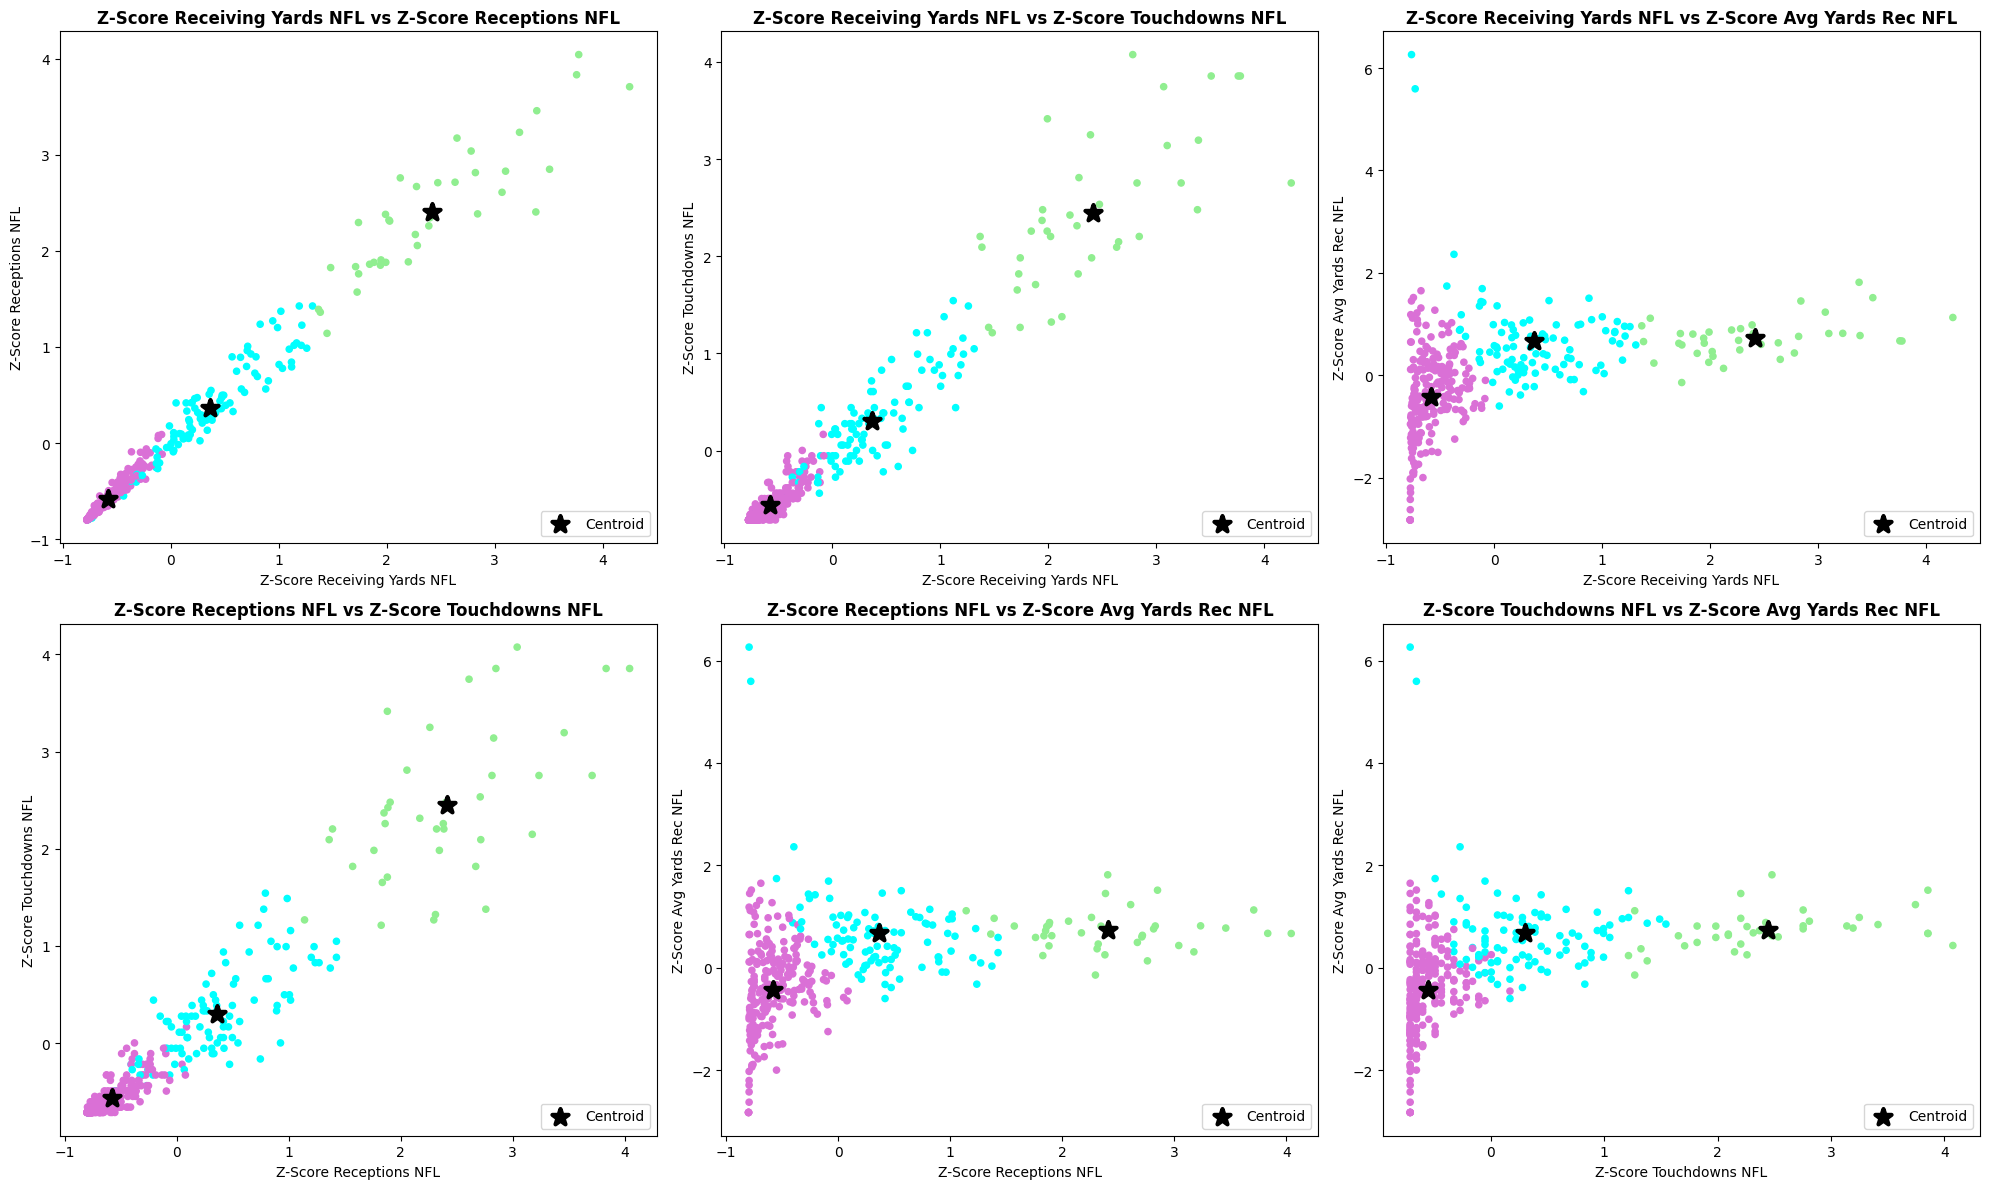 Z-Score Receiving Yards NFL vs Z-Score Receptions NFL
Z-Score Receptions NFL
4
3
2
1
0
−1
−1 0 1 2 3 4
Z-Score Receiving Yards NFL
Centroid
Z-Score Receiving Yards NFL vs Z-Score Touchdowns NFL
Z-Score Touchdowns NFL
4
3
2
1
0
−1 0 1 2 3 4
Z-Score Receiving Yards NFL
Centroid
Z-Score Receiving Yards NFL vs Z-Score Avg Yards Rec NFL
Z-Score Avg Yards Rec NFL
6
4
2
0
−2
−1 0 1 2 3 4
Z-Score Receiving Yards NFL
Centroid
Z-Score Receptions NFL vs Z-Score Touchdowns NFL
Z-Score Touchdowns NFL
4
3
2
1
0
−1 0 1 2 3 4
Z-Score Receptions NFL
Centroid
Z-Score Receptions NFL vs Z-Score Avg Yards Rec NFL
Z-Score Avg Yards Rec NFL
6
4
2
0
−2
−1 0 1 2 3 4
Z-Score Receptions NFL
Centroid
Z-Score Touchdowns NFL vs Z-Score Avg Yards Rec NFL
Z-Score Avg Yards Rec NFL
6
4
2
0
−2
0 1 2 3 4
Z-Score Touchdowns NFL
Centroid